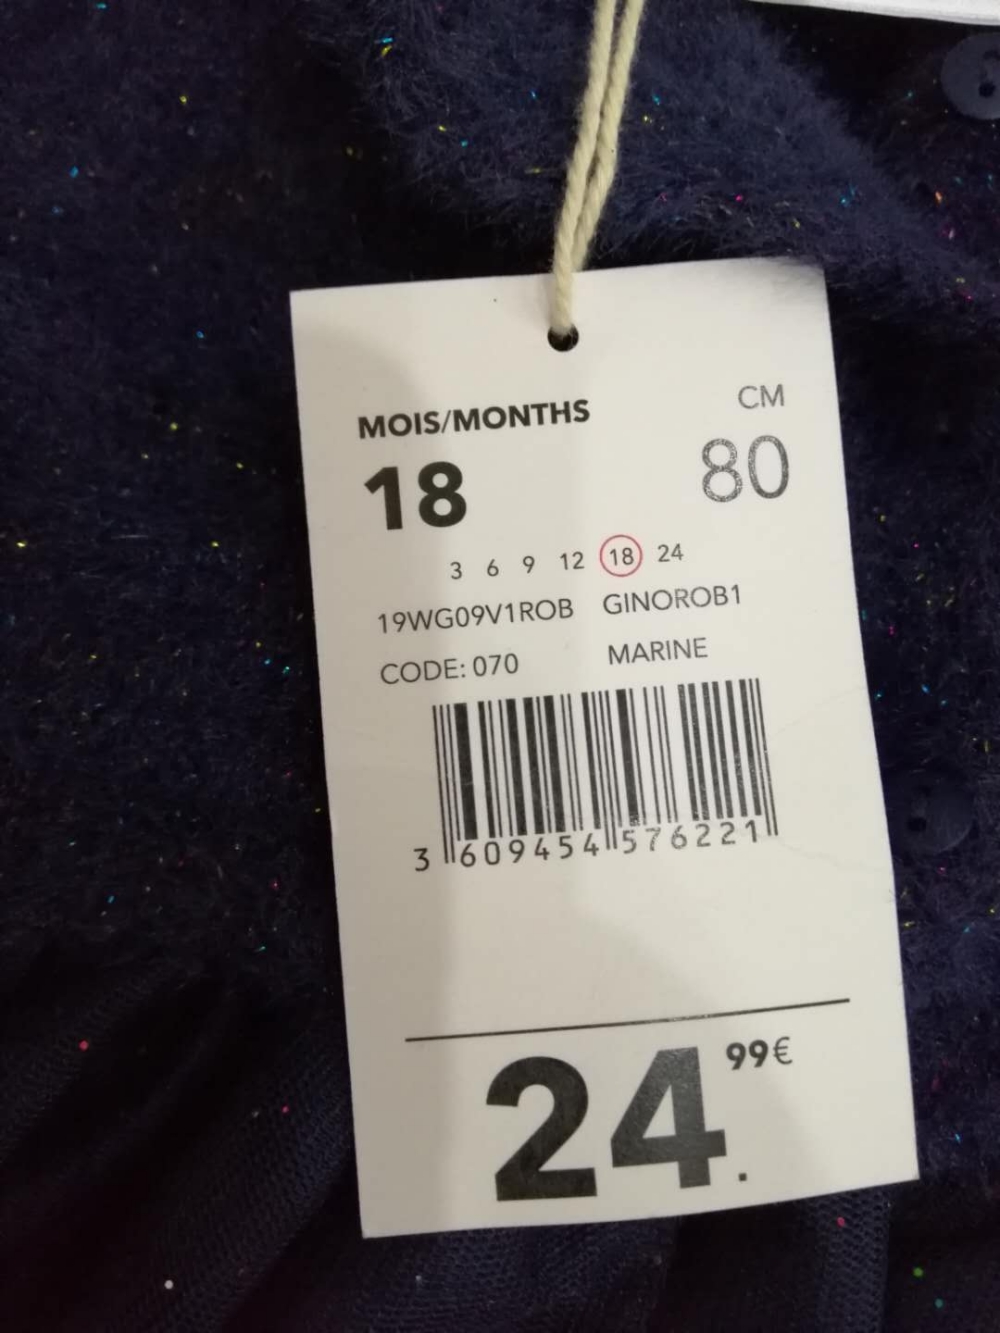 MOIS/MONTHS CM
18 80
3 6 9 12 18 24
19WG09V1ROB GINOROB1
CODE: 070 MARINE
3 609454 576221
24.99€